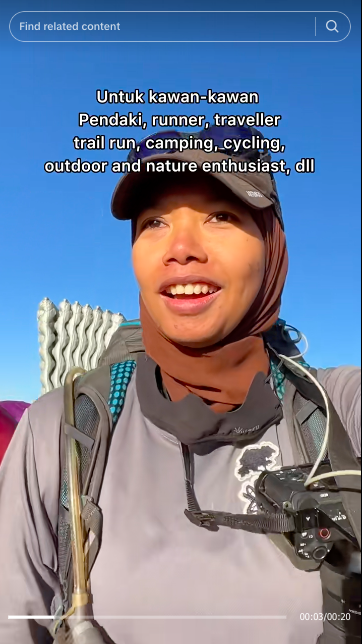 Find related content
Untuk kawan-kawan
Pendaki, runner, traveller
trail run, camping, cycling,
outdoor and nature enthusiast, dll
00:03/00:20